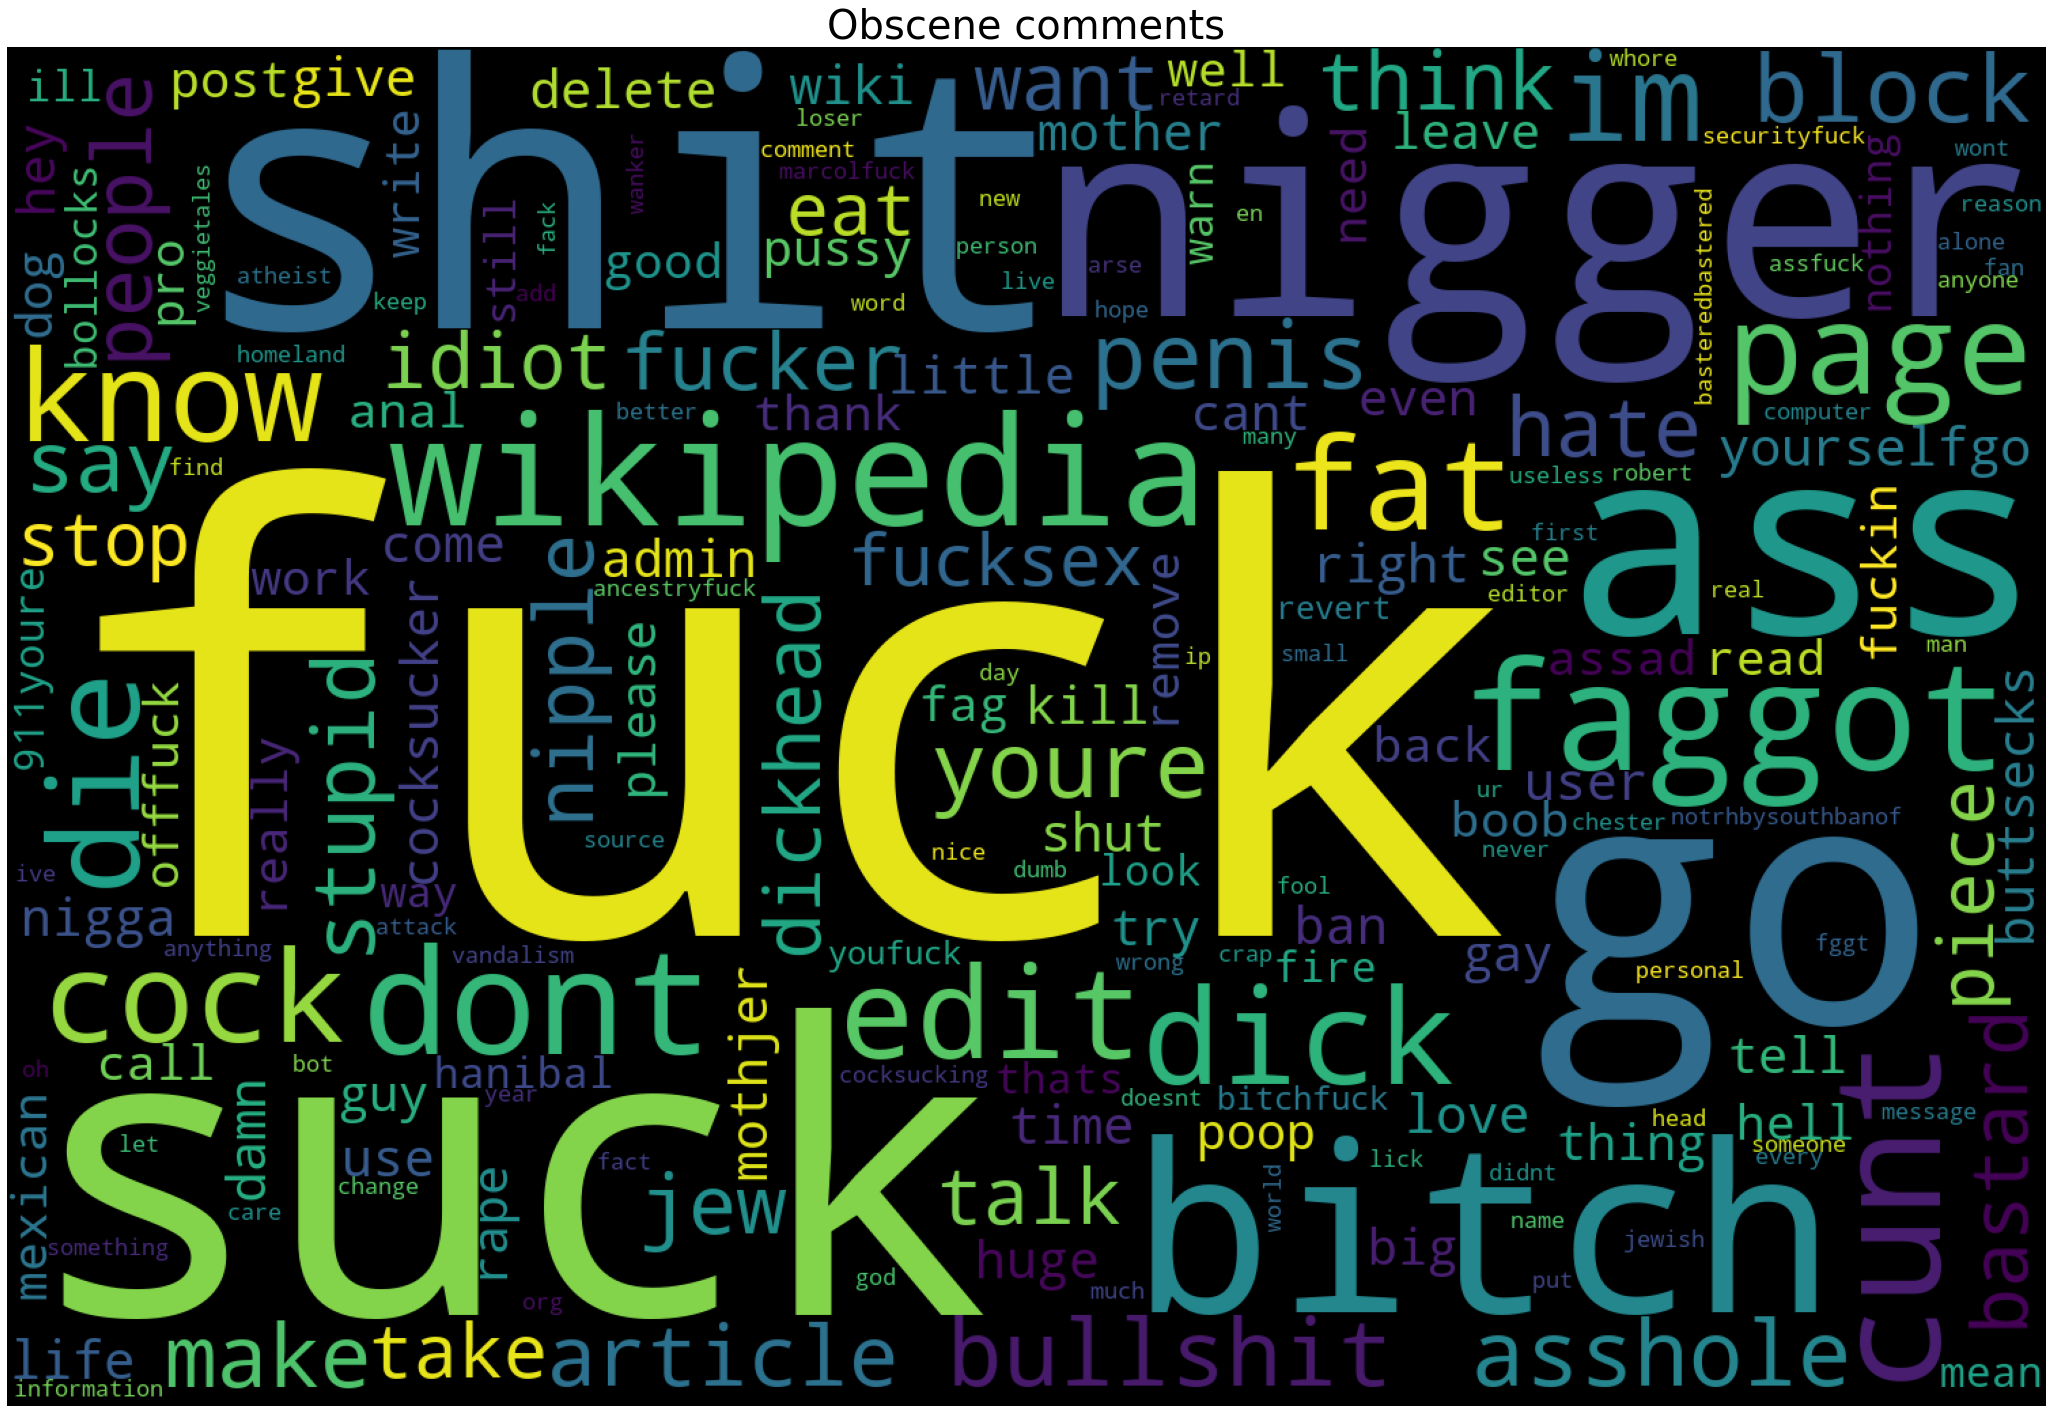 Obscene comments
ill
post
give
delete
wiki
want
well
think
im
whore
block
people
shit
loser
retard
hey
write
comment
mother
leave
securityfuck
nigger
need
nothing
wont
bollocks
veggietales
wanker
marcolfuck
eat
new
warn
en
reason
dog
pro
atheist
still
fack
good
pussy
person
arse
basteredbastered
assfuck
alone
fan
keep
add
word
live
hope
anyone
know
homeland
idiot
fucker
little
penis
page
anal
better
thank
cant
even
hate
computer
say
find
wikipedia
many
fat
yourselfgo
useless
robert
stop
fuck
ass
first
fuckin
work
come
nipple
admin
fucksex
right
see
911youre
cocksucker
ancestryfuck
remove
revert
editor
real
die
stupid
please
dickhead
day
ip
small
assad
read
man
offfuck
fag
kill
faggot
buttsecks
really
youre
back
user
ur
source
shut
boob
chester
notrhbysouthbanof
piece
ive
nice
dumb
look
never
go
way
fool
nigga
attack
try
ban
fggt
anything
vandalism
youfuck
wrong
crap
fire
gay
personal
cock
dont
mothjer
edit
dick
bastard
oh
call
bot
hanibal
cocksucking
thats
tell
cunt
mexican
damn
guy
year
doesnt
bitchfuck
love
head
hell
message
suck
let
use
fact
time
poop
thing
someone
every
change
rape
jew
talk
lick
didnt
care
world
bitch
name
something
huge
big
jewish
god
much
put
org
life
make
take
article
bullshit
asshole
mean
information